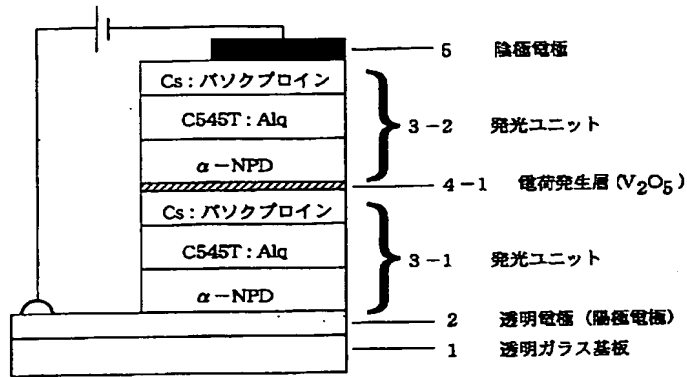 5 陰極電極
Cs：バソクプロイン
C545T：Alq
3-2 発光ユニット
α-NPD
4-1 電荷発生層(V₂O₅)
Cs：バソクプロイン
C545T：Alq
3-1 発光ユニット
α-NPD
2 透明電極（陽極電極）
1 透明ガラス基板